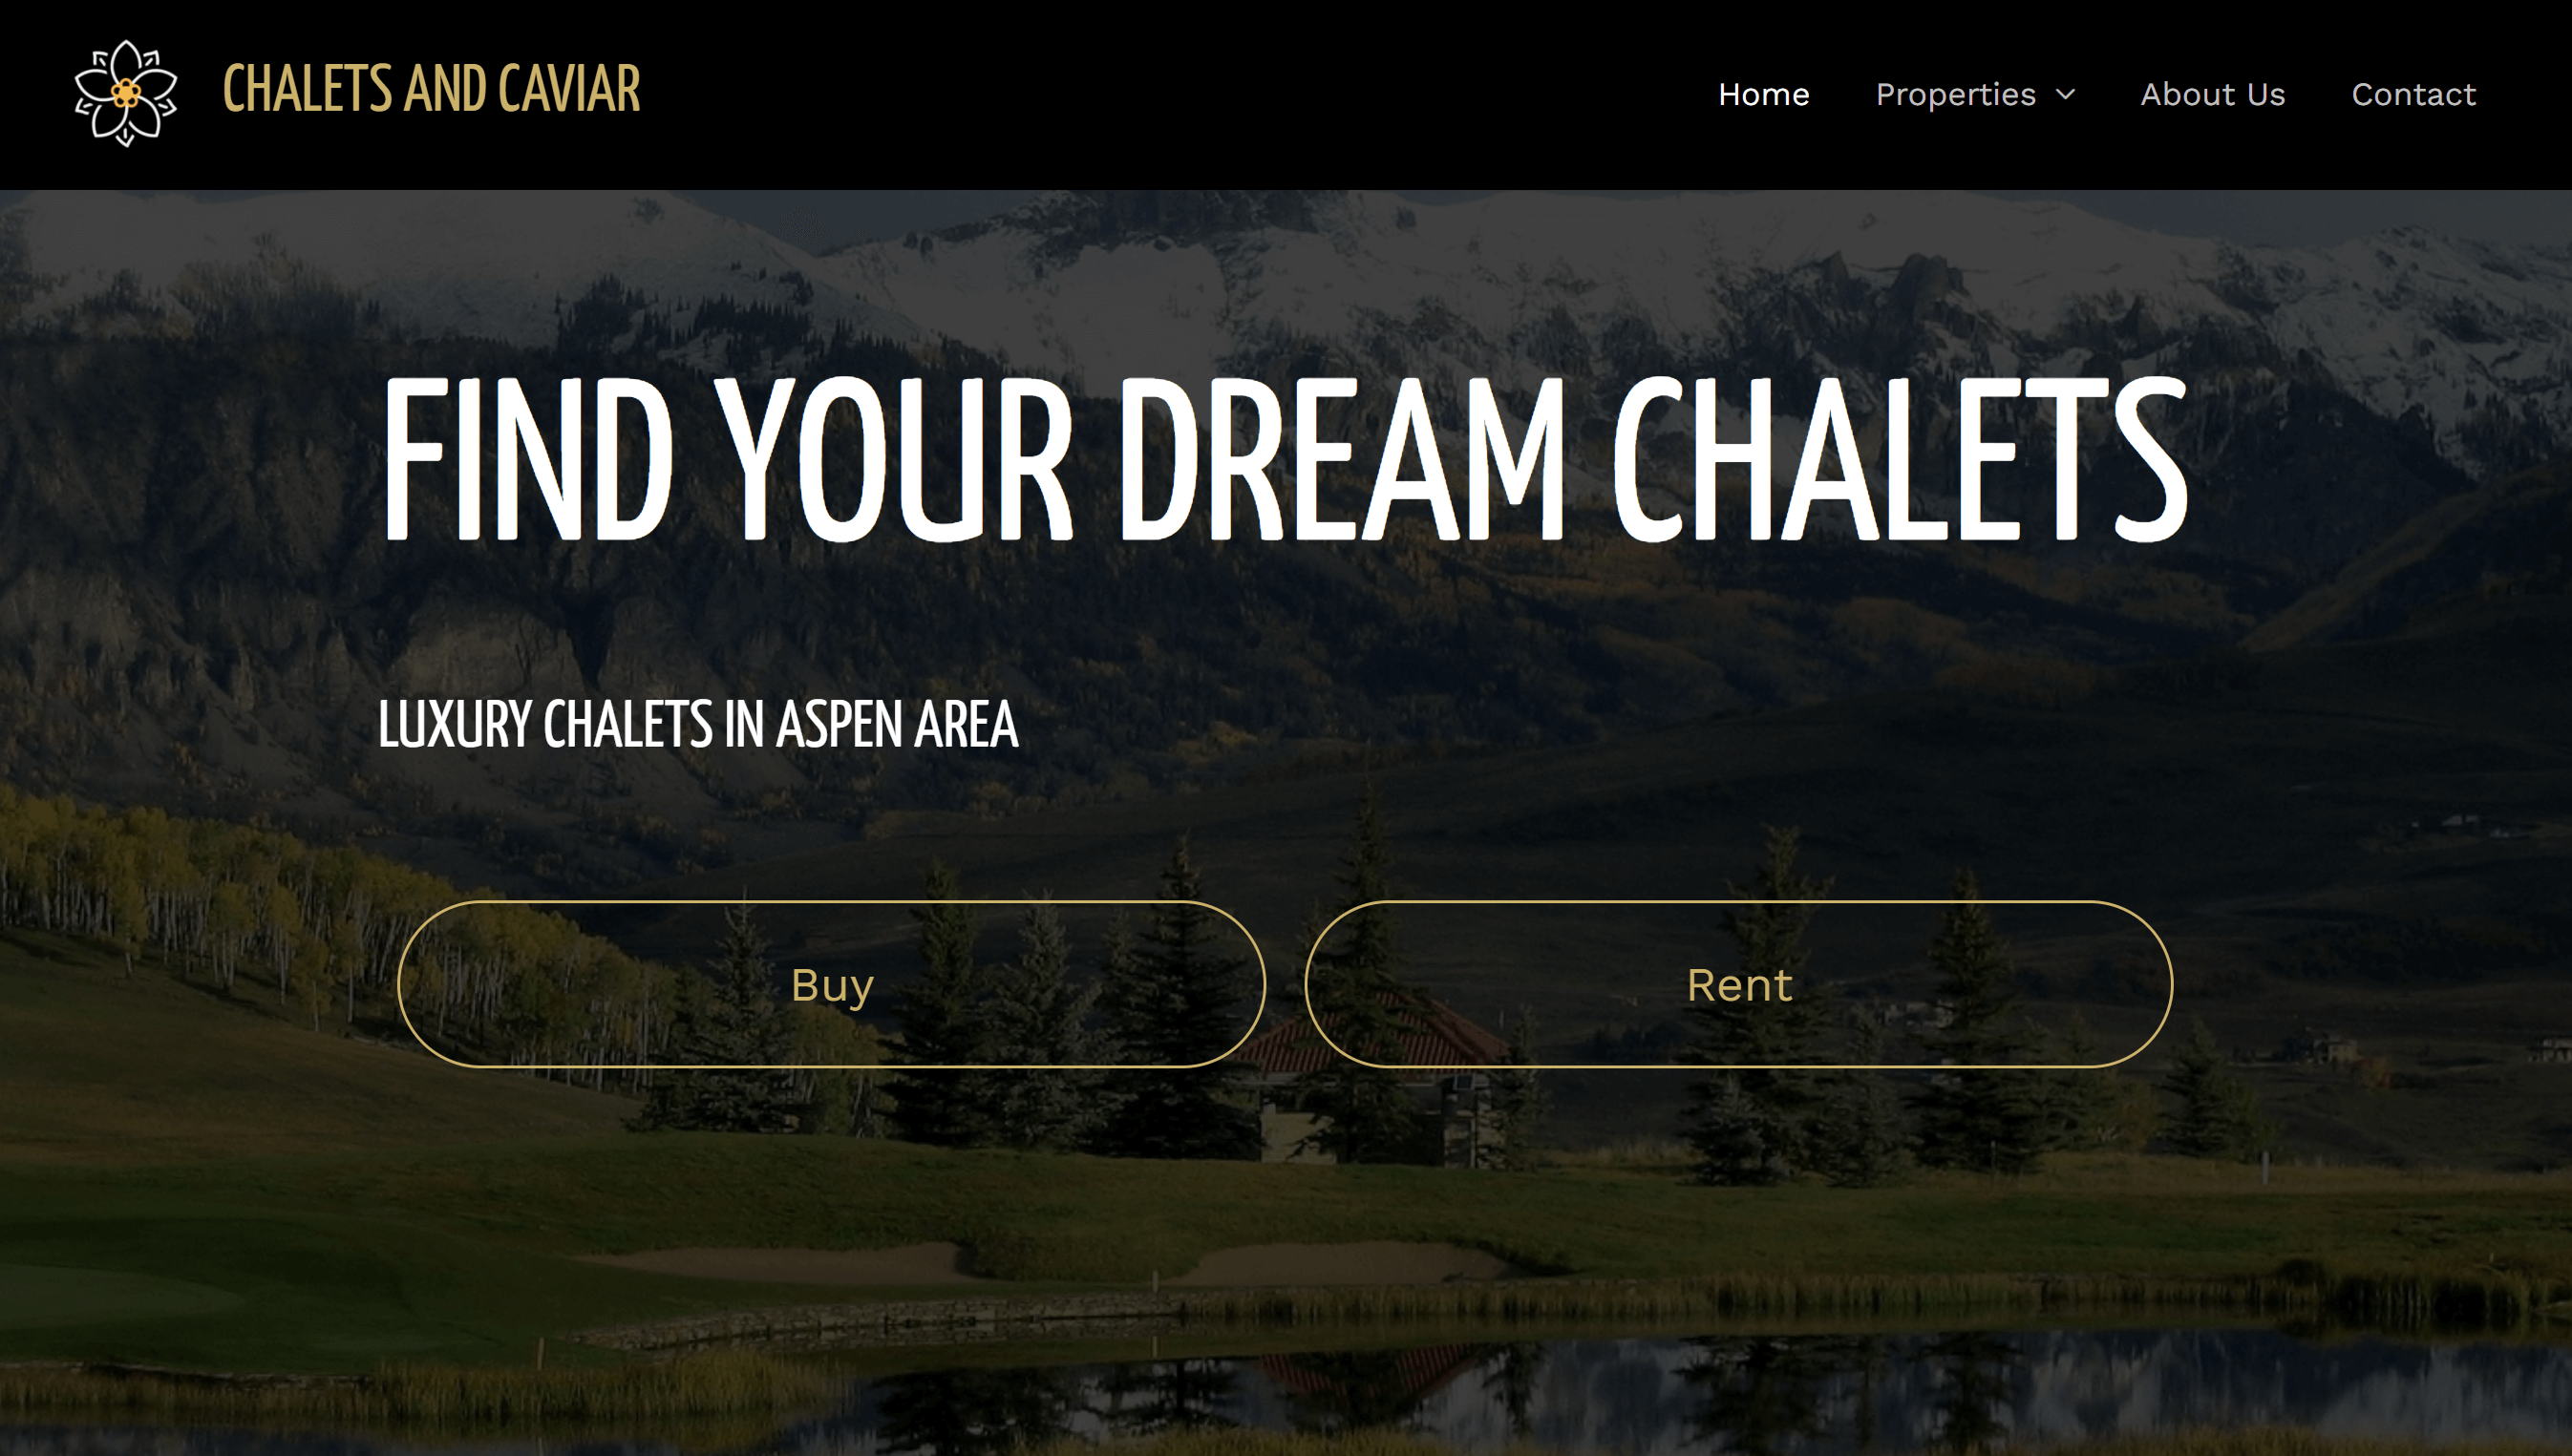 CHALETS AND CAVIAR
Home Properties About Us Contact
FIND YOUR DREAM CHALETS
LUXURY CHALETS IN ASPEN AREA
Buy Rent